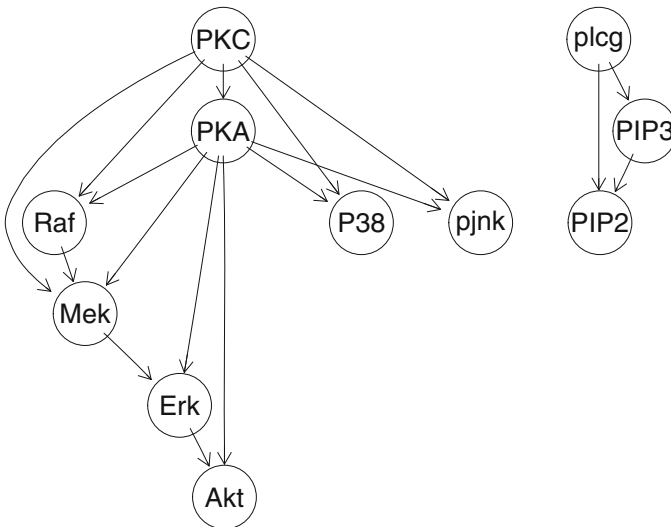 PKC
plcg
PKA
PIP3
Raf
P38
pjnk
PIP2
Mek
Erk
Akt